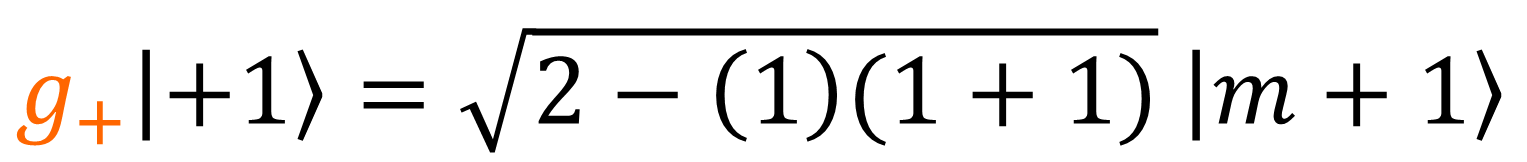 g₊|+1⟩ = √(2 − (1)(1 + 1)) |m + 1⟩